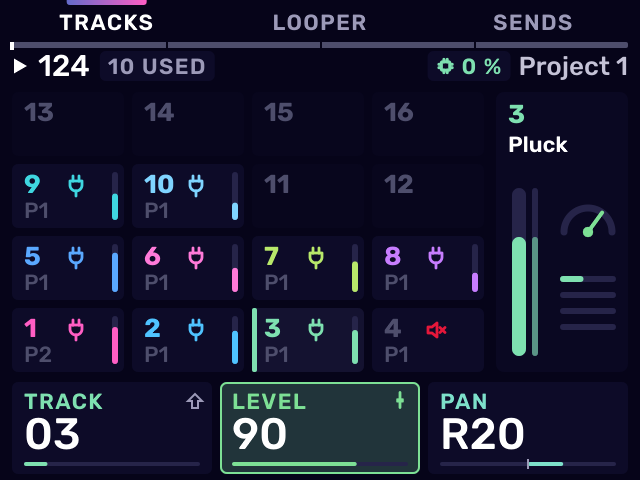 TRACKS LOOPER SENDS
124 10 USED 0 % Project 1
13 14 15 16
3
Pluck
9 10 11 12
P1 P1
5 6 7 8
P1 P1 P1 P1
1 2 3 4
P2 P1 P1 P1
TRACK LEVEL PAN
03 90 R20